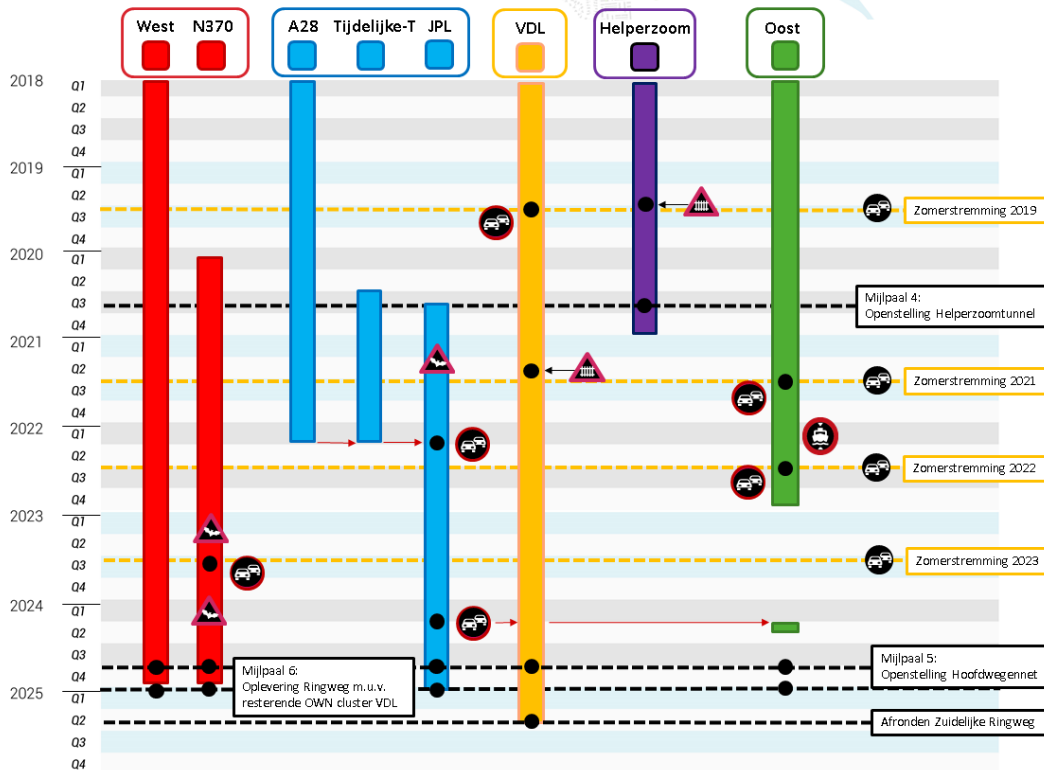 West N370 A28 Tijdelijke-T JPL VDL Helperzoom Oost
2018 Q1
Q2
Q3
Q4
2019 Q1
Q2
Zomerstremming 2019
Q3
Q4
2020 Q1
Q2
Q3
Mijlpaal 4:
Openstelling Helperzoomtunnel
Q4
2021 Q1
Q2
Zomerstremming 2021
Q3
Q4
2022 Q1
Q2
Zomerstremming 2022
Q3
Q4
2023 Q1
Q2
Zomerstremming 2023
Q3
Q4
2024 Q1
Q2
Q3
Mijlpaal 6:
Oplevering Ringweg m.u.v.
resterende OWN cluster VDL
Mijlpaal 5:
Openstelling Hoofdwegennet
Q4
2025 Q1
Q2
Afronden Zuidelijke Ringweg
Q3
Q4